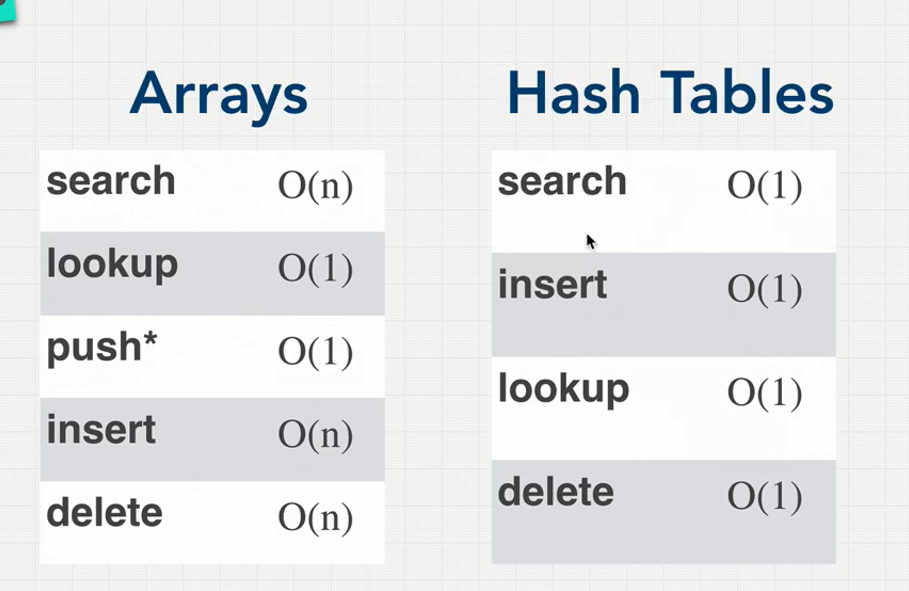 Arrays
search O(n)
lookup O(1)
push* O(1)
insert O(n)
delete O(n)
Hash Tables
search O(1)
insert O(1)
lookup O(1)
delete O(1)